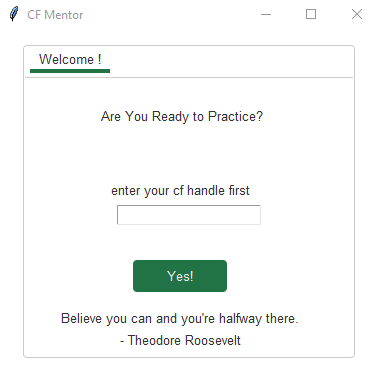 CF Mentor
Welcome !
Are You Ready to Practice?
enter your cf handle first
Yes!
Believe you can and you're halfway there.
- Theodore Roosevelt